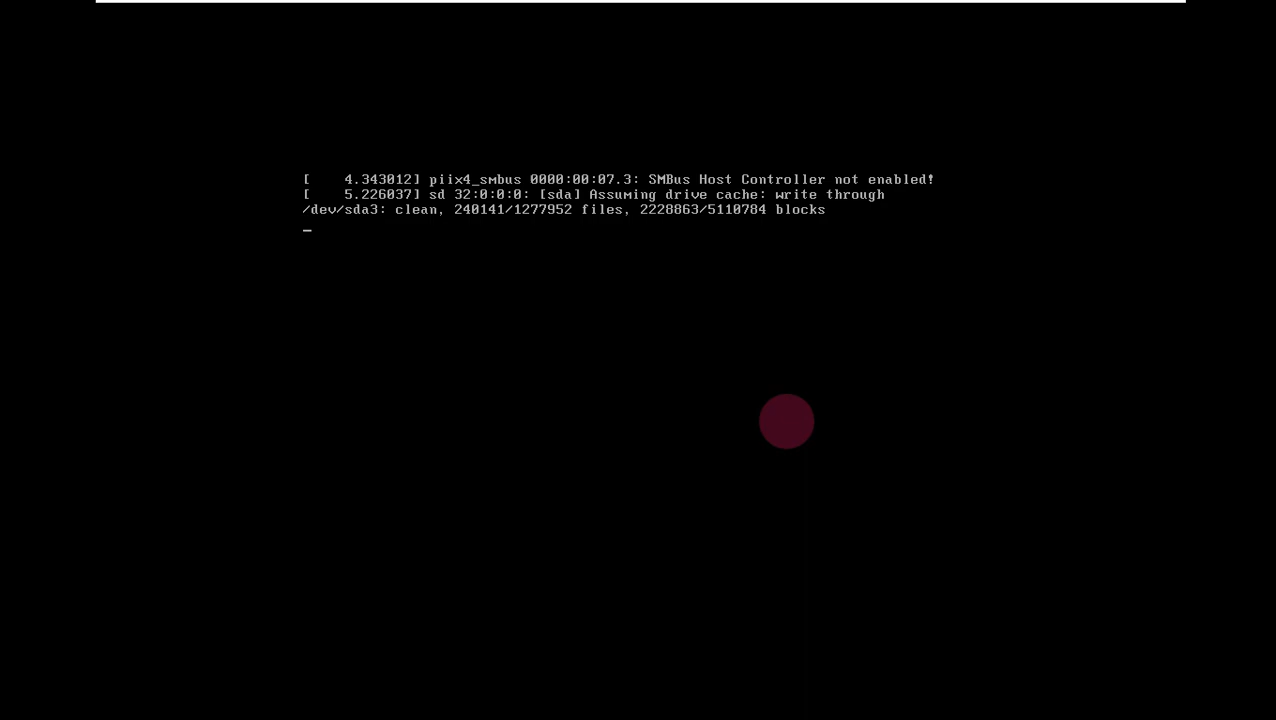 [    4.343012] piix4_smbus 0000:00:07.3: SMBus Host Controller not enabled!
[    5.226037] sd 32:0:0:0: [sda] Assuming drive cache: write through
/dev/sda3: clean, 240141/1277952 files, 2228863/5110784 blocks